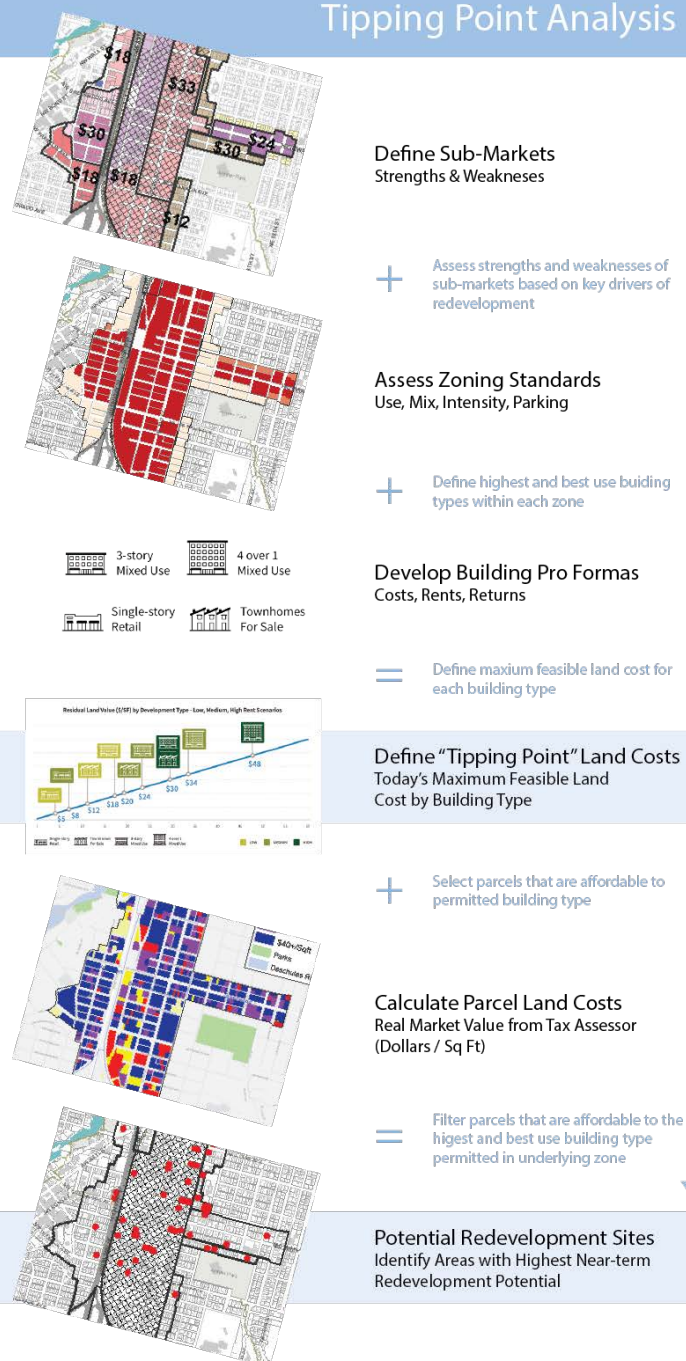 Tipping Point Analysis
$18
$33
$30
$24
$30
$18
$18
$12
Define Sub-Markets
Strengths & Weakneses
+
Assess strengths and weaknesses of
sub-markets based on key drivers of
redevelopment
Assess Zoning Standards
Use, Mix, Intensity, Parking
+
Define highest and best use buiding
types within each zone
3-story
Mixed Use
4 over 1
Mixed Use
Single-story
Retail
Townhomes
For Sale
Develop Building Pro Formas
Costs, Rents, Returns
=
Define maxium feasible land cost for
each building type
Residual Land Value ($/SF) by Development Type - Low, Medium, High Rent Scenarios
$5
$8
$12
$18
$20
$24
$30
$34
$48
Define “Tipping Point” Land Costs
Today’s Maximum Feasible Land
Cost by Building Type
+
Select parcels that are affordable to
permitted building type
$40+/Sqft
Parks
Deschutes R
Calculate Parcel Land Costs
Real Market Value from Tax Assessor
(Dollars / Sq Ft)
=
Filter parcels that are affordable to the
higest and best use building type
permitted in underlying zone
Potential Redevelopment Sites
Identify Areas with Highest Near-term
Redevelopment Potential